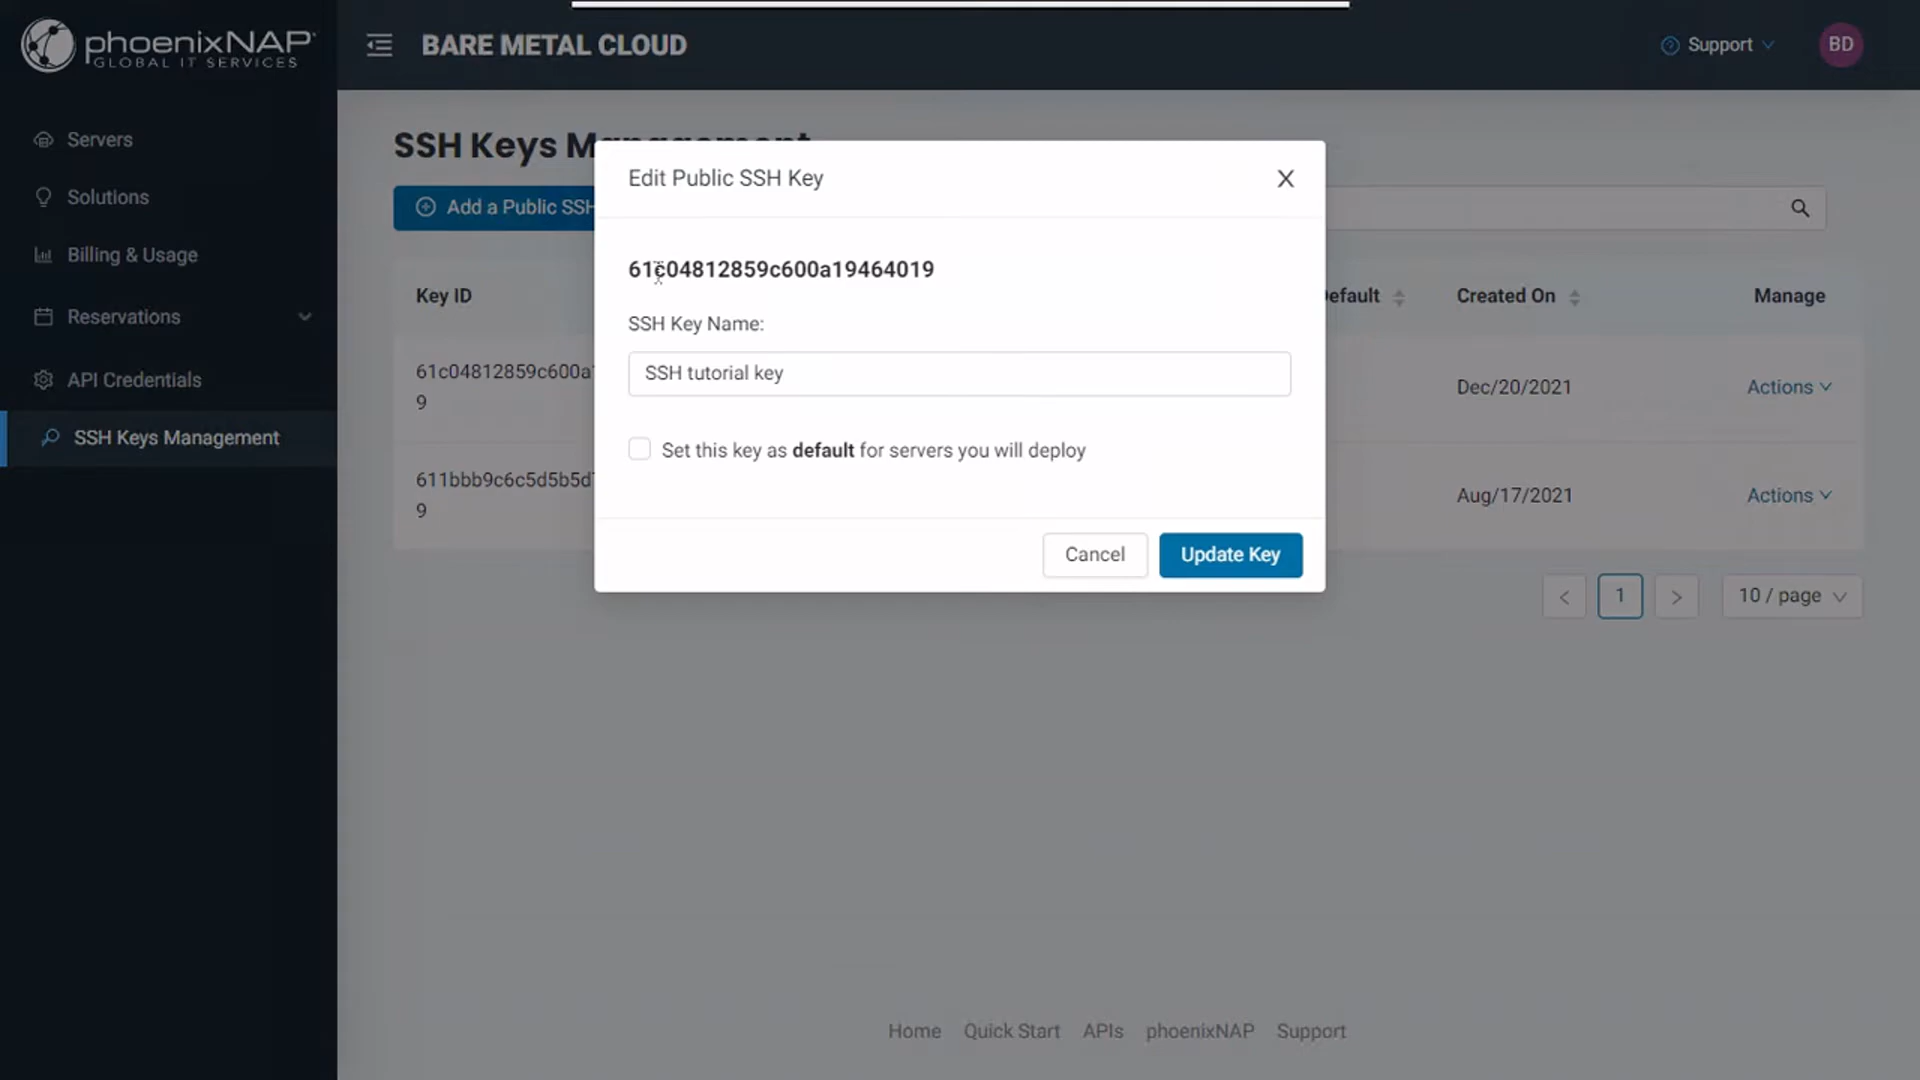 phoenixNAP
GLOBAL IT SERVICES
BARE METAL CLOUD
Support
BD
Servers
Solutions
Billing & Usage
Reservations
API Credentials
SSH Keys Management
SSH Keys Management
Add a Public SSH
Key ID
Default
Created On
Manage
61c04812859c600a1
9
Dec/20/2021
Actions
611bbb9c6c5d5b5d
9
Aug/17/2021
Actions
< 1 > 10 / page
Edit Public SSH Key
X
61c04812859c600a19464019
SSH Key Name:
SSH tutorial key
Set this key as default for servers you will deploy
Cancel
Update Key
Home Quick Start APIs phoenixNAP Support